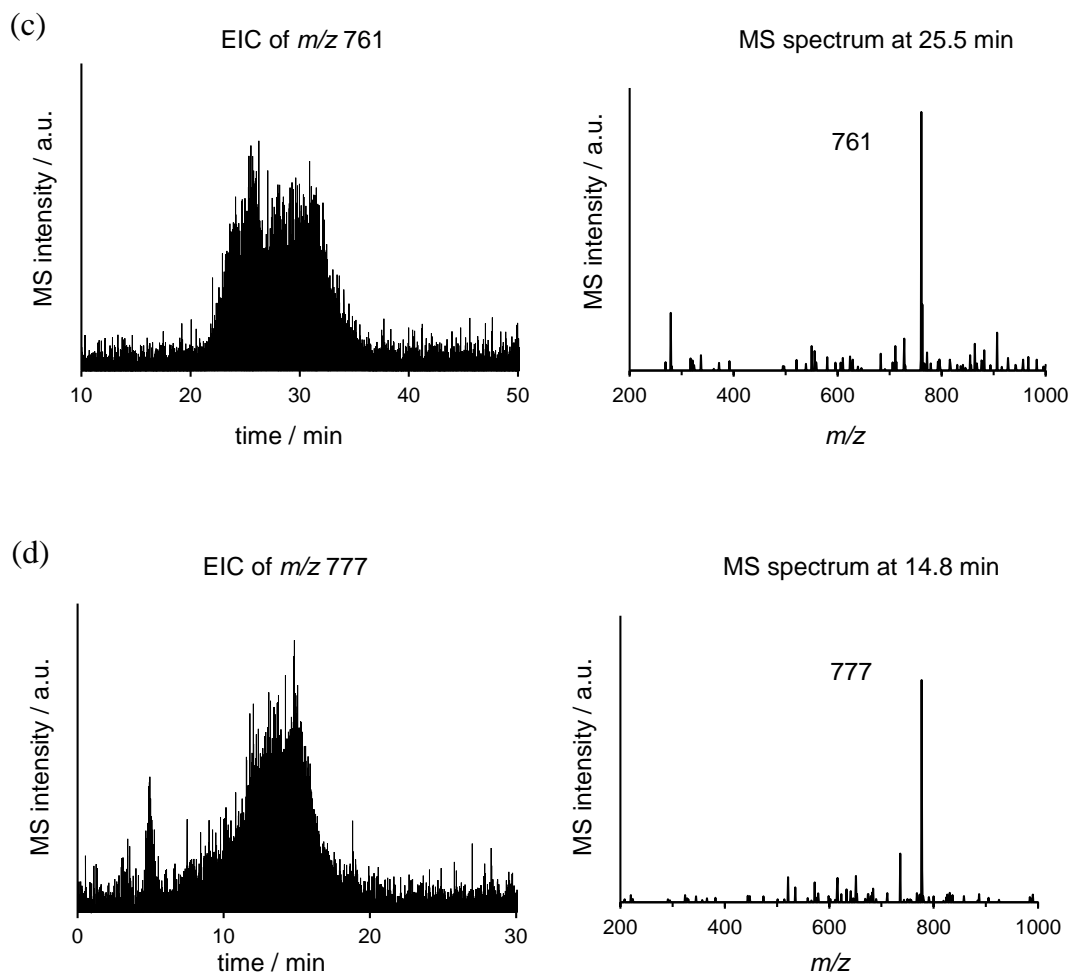 (c)
EIC of m/z 761
MS spectrum at 25.5 min
MS intensity / a.u.
10 20 30 40 50
time / min
MS intensity / a.u.
761
200 400 600 800 1000
m/z
(d)
EIC of m/z 777
MS spectrum at 14.8 min
MS intensity / a.u.
0 10 20 30
time / min
MS intensity / a.u.
777
200 400 600 800 1000
m/z